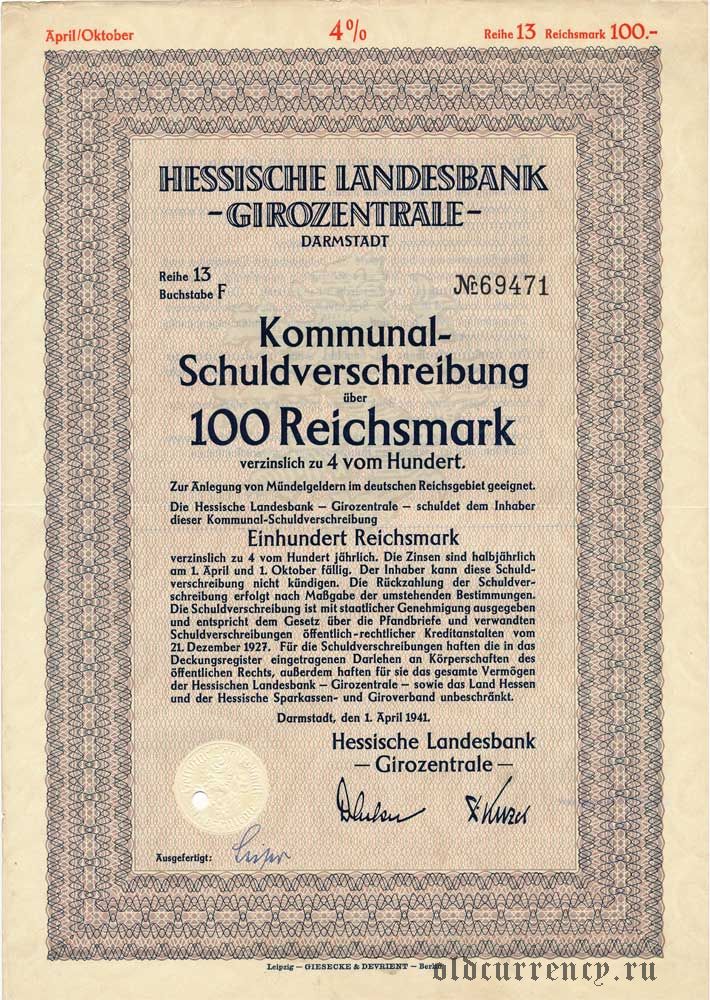 April/Oktober 4% Reihe 13 Reichsmark 100.-
HESSISCHE LANDESBANK
-GIROZENTRALE-
DARMSTADT
Reihe 13
Buchstabe F
№ 69471
Kommunal-
Schuldverschreibung
über
100 Reichsmark
verzinslich zu 4 vom Hundert.
Zur Anlegung von Mündelgeldern im deutschen Reichsgebiet geeignet.
Die Hessische Landesbank – Girozentrale – schuldet dem Inhaber
dieser Kommunal-Schuldverschreibung
Einhundert Reichsmark
verzinslich zu 4 vom Hundert jährlich. Die Zinsen sind halbjährlich
am 1. April und 1. Oktober fällig. Der Inhaber kann diese Schuld-
verschreibung nicht kündigen. Die Rückzahlung der Schuldver-
schreibung erfolgt nach Maßgabe der umstehenden Bestimmungen.
Die Schuldverschreibung ist mit staatlicher Genehmigung ausgegeben
und entspricht dem Gesetz über die Pfandbriefe und verwandten
Schuldverschreibungen öffentlich-rechtlicher Kreditanstalten vom
21. Dezember 1927. Für die Schuldverschreibungen haften die in das
Deckungsregister eingetragenen Darlehen an Körperschaften des
öffentlichen Rechts, außerdem haften für sie das gesamte Vermögen
der Hessischen Landesbank – Girozentrale – sowie das Land Hessen
und der Hessische Sparkassen- und Giroverband unbeschränkt.
Darmstadt, den 1. April 1941.
Hessische Landesbank
– Girozentrale –
Ausgefertigt:
Leipzig – GIESECKE & DEVRIENT – Berlin
oldcurrency.ru